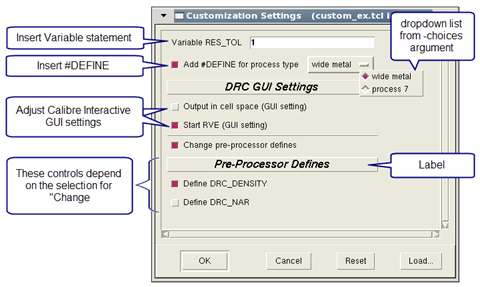 Customization Settings (custom_ex.tcl
Insert Variable statement
Variable RES_TOL 1
dropdown list from -choices argument
Insert #DEFINE
Add #DEFINE for process type wide metal
wide metal
process 7
DRC GUI Settings
Adjust Calibre Interactive GUI settings
Output in cell space (GUI setting)
Start RVE (GUI setting)
Change pre-processor defines
These controls depend on the selection for "Change
Pre-Processor Defines
Label
Define DRC_DENSITY
Define DRC_NAR
OK Cancel Reset Load...